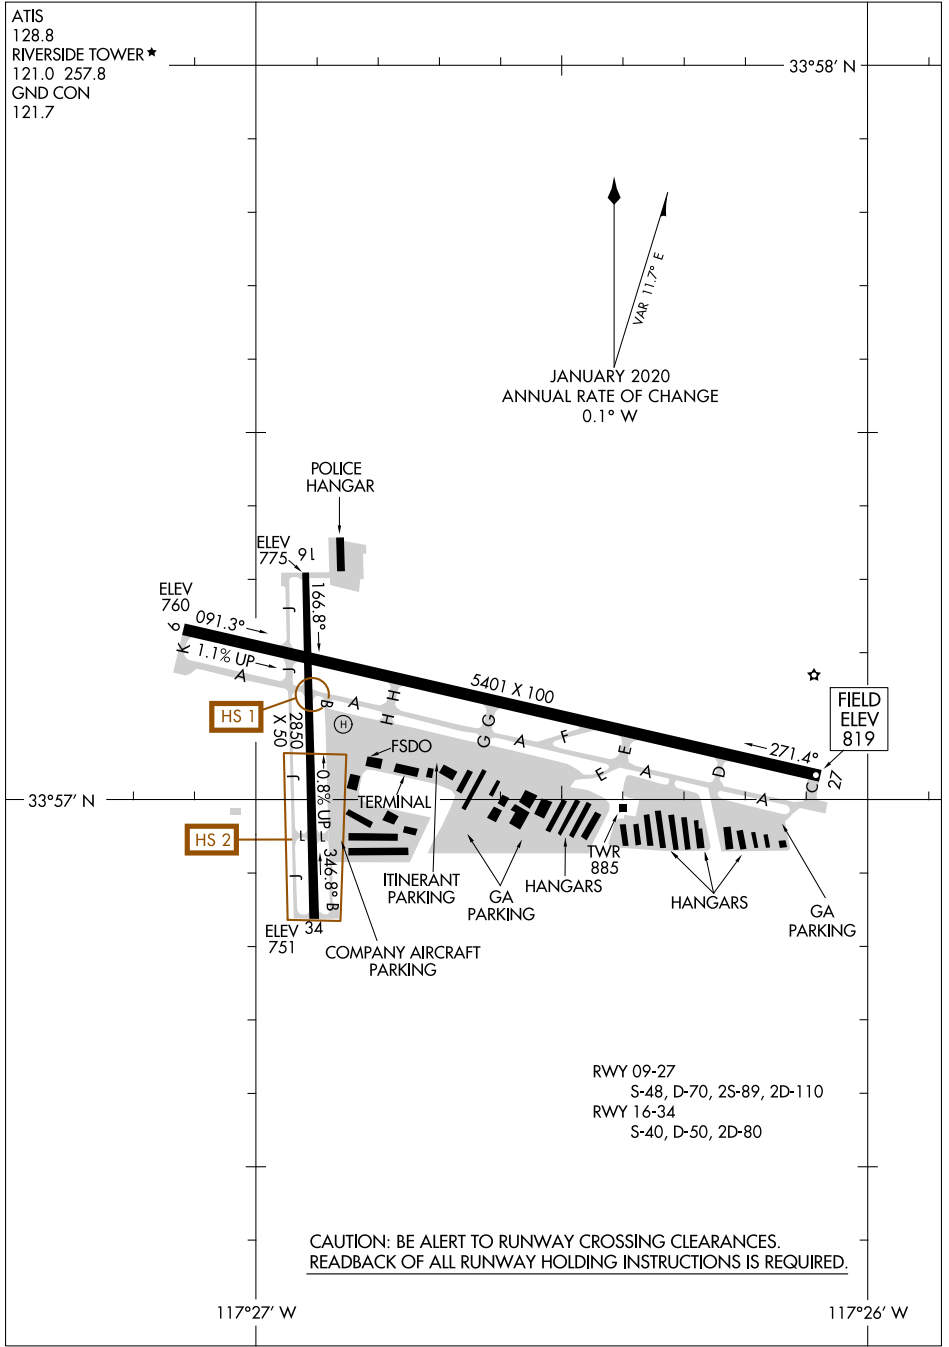 ATIS
128.8
RIVERSIDE TOWER ★
121.0 257.8
GND CON
121.7
33°58' N
VAR 11.7° E
JANUARY 2020
ANNUAL RATE OF CHANGE
0.1° W
POLICE
HANGAR
ELEV
775
16
166.8°
ELEV
760
9
091.3°
K
1.1% UP
A
J
J
HS 1
2850
X 50
B
A
A
H
H
H
5401 X 100
G
G
A
F
E
E
A
D
A
C
271.4°
27
FIELD
ELEV
819
FSDO
TERMINAL
33°57' N
HS 2
J
L
L
J
0.8% UP
346.8°
B
34
ELEV
751
ITINERANT
PARKING
GA
PARKING
HANGARS
TWR
885
HANGARS
GA
PARKING
COMPANY AIRCRAFT
PARKING
RWY 09-27
S-48, D-70, 2S-89, 2D-110
RWY 16-34
S-40, D-50, 2D-80
CAUTION: BE ALERT TO RUNWAY CROSSING CLEARANCES.
READBACK OF ALL RUNWAY HOLDING INSTRUCTIONS IS REQUIRED.
117°27' W
117°26' W